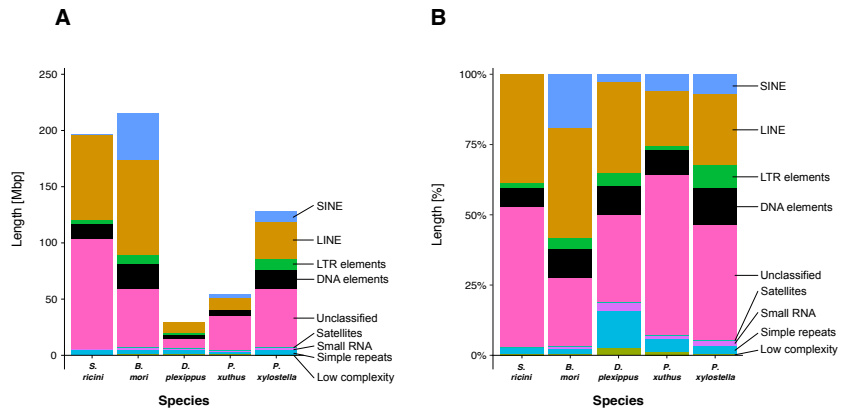 A
Length [Mbp]
250
200
150
100
50
0
SINE
LINE
LTR elements
DNA elements
Unclassified
Satellites
Small RNA
Simple repeats
Low complexity
S.
ricini
B.
mori
D.
plexippus
P.
xuthus
P.
xylostella
Species
B
Length [%]
100%
75%
50%
25%
0%
SINE
LINE
LTR elements
DNA elements
Unclassified
Satellites
Small RNA
Simple repeats
Low complexity
S.
ricini
B.
mori
D.
plexippus
P.
xuthus
P.
xylostella
Species